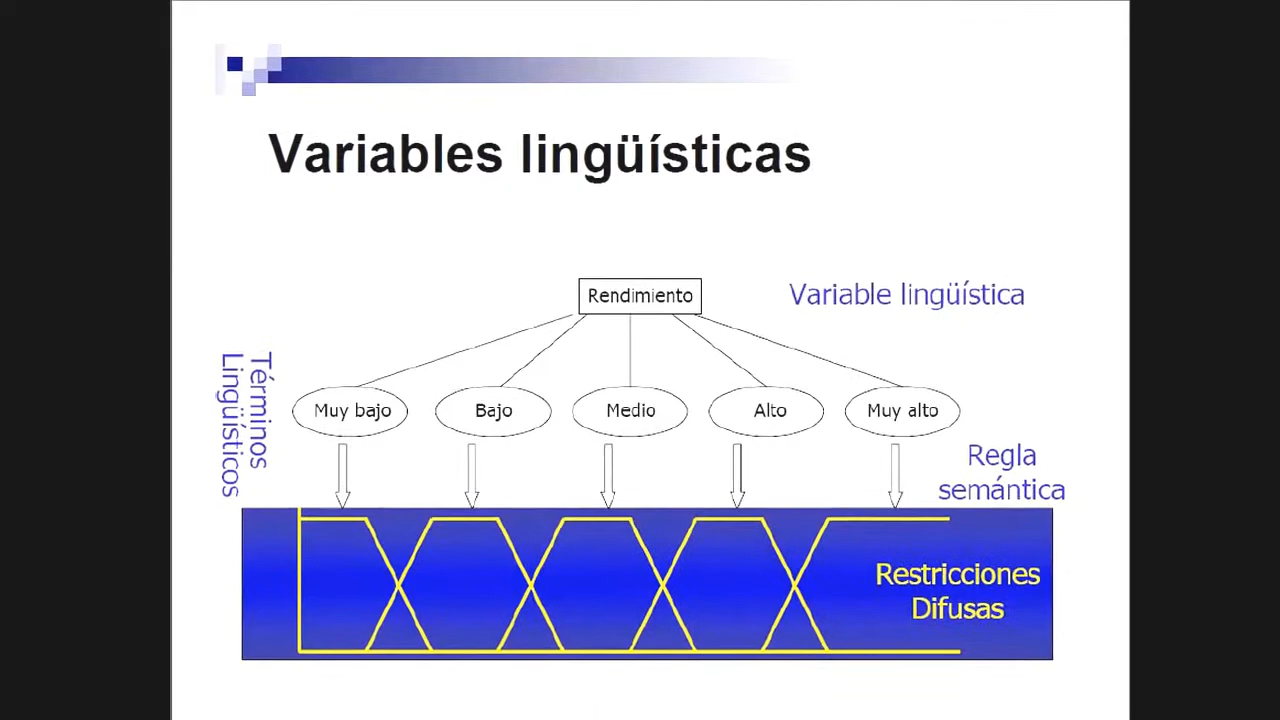 Variables lingüísticas
Rendimiento
Variable lingüística
Términos
Lingüísticos
Muy bajo
Bajo
Medio
Alto
Muy alto
Regla
semántica
Restricciones
Difusas